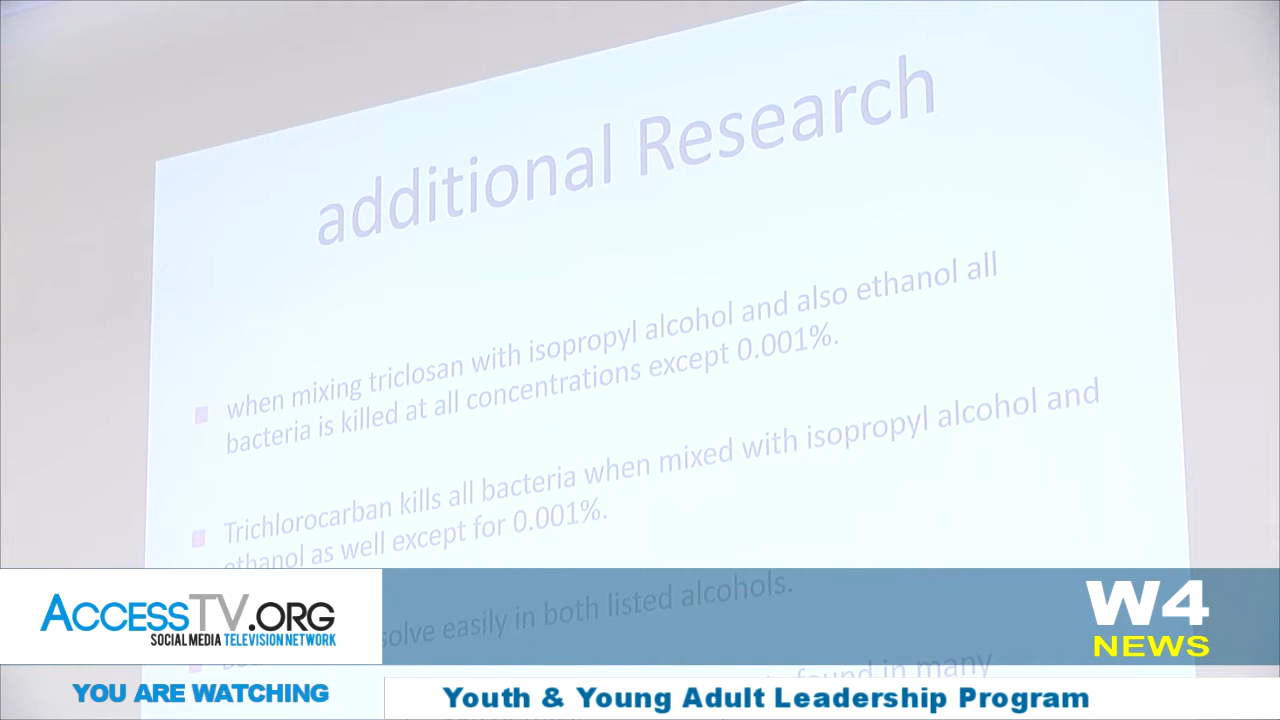 additional Research
when mixing triclosan with isopropyl alcohol and also ethanol all
bacteria is killed at all concentrations except 0.001%.
Trichlorocarban kills all bacteria when mixed with isopropyl alcohol and
ethanol as well except for 0.001%.
solve easily in both listed alcohols.
found in many
ACCESSTV.ORG
SOCIAL MEDIA TELEVISION NETWORK
W4
NEWS
YOU ARE WATCHING
Youth & Young Adult Leadership Program